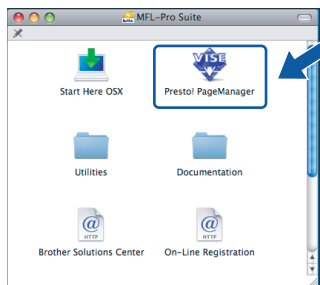 MFL-Pro Suite
VISE
Start Here OSX
Presto! PageManager
Utilities
Documentation
@
HTTP
@
HTTP
Brother Solutions Center
On-Line Registration